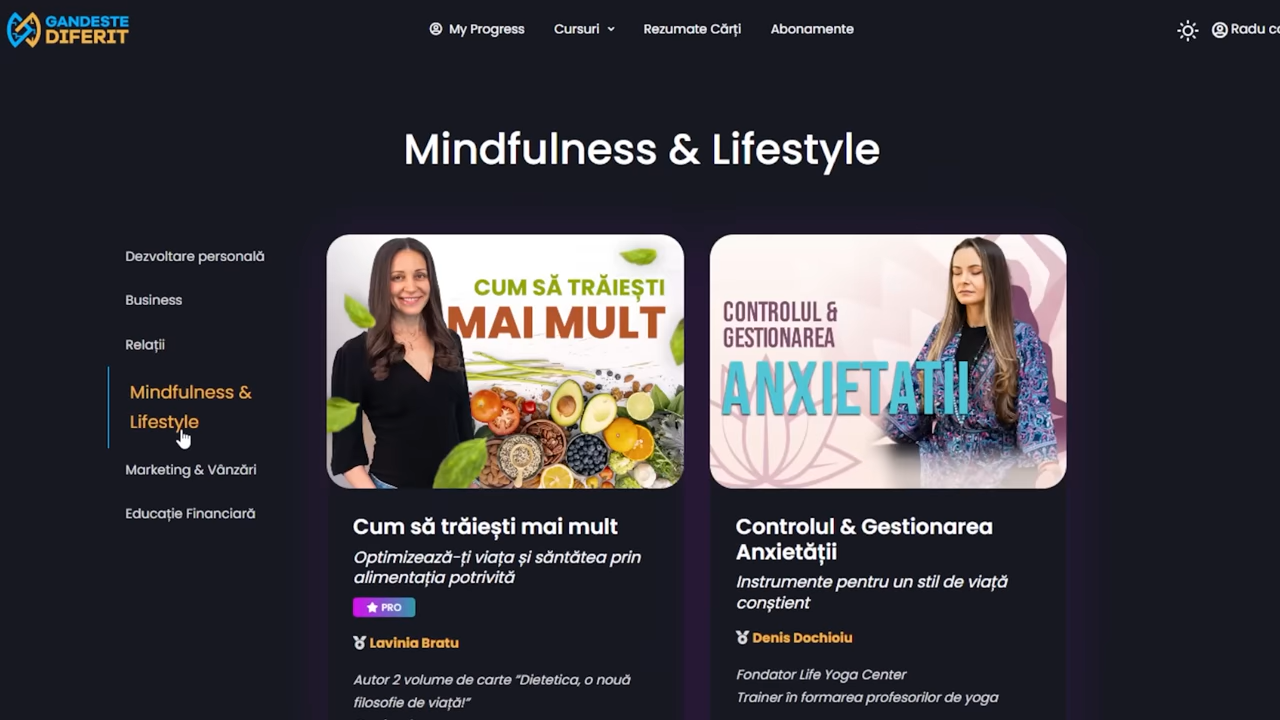 GANDESTE
DIFERIT
My Progress
Cursuri
Rezumate Cărți
Abonamente
Radu
Mindfulness & Lifestyle
Dezvoltare personală
Business
Relații
Mindfulness &
Lifestyle
Marketing & Vânzări
Educație Financiară
CUM SĂ TRĂIEȘTI
MAI MULT
Cum să trăiești mai mult
Optimizează-ți viața și săntătea prin
alimentația potrivită
PRO
Lavinia Bratu
Autor 2 volume de carte "Dietetica, o nouă
filosofie de viață!"
CONTROLUL &
GESTIONAREA
ANXIETATII
Controlul & Gestionarea
Anxietății
Instrumente pentru un stil de viață
conștient
Denis Dochioiu
Fondator Life Yoga Center
Trainer în formarea profesorilor de yoga